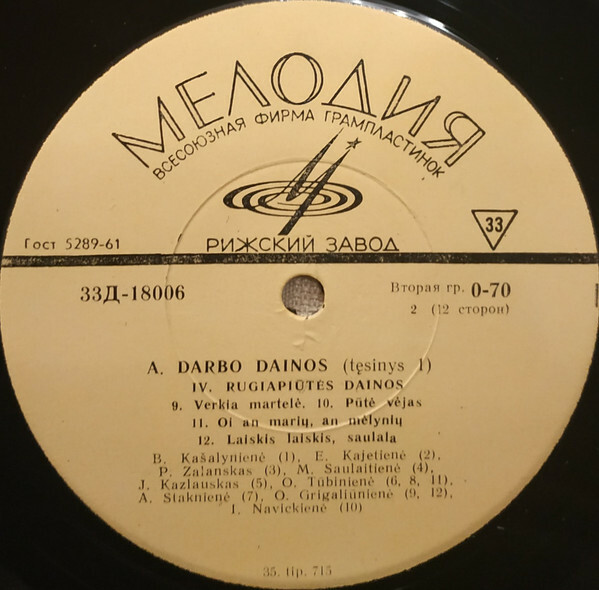 МЕЛОДИЯ
ВСЕСОЮЗНАЯ ФИРМА ГРАМПЛАСТИНОК
РИЖСКИЙ ЗАВОД
33
Гост 5289-61
33Д-18006
Вторая гр. 0-70
2 (12 сторон)
A. DARBO DAINOS (tęsinys 1)
IV. RUGIAPIŪTĖS DAINOS
9. Verkia martelė. 10. Pūtė vėjas
11. Oi an marių, an mėlynių
12. Laiskis laiskis, saulala
B. Kašalynienė (1), E. Kajetienė (2),
P. Zalanskas (3), M. Saulaitienė (4),
J. Kazlauskas (5), O. Tūbinienė (6, 8, 11),
A. Staknienė (7), O. Grigaliūnienė (9, 12),
I. Navickienė (10)
35. tip. 715